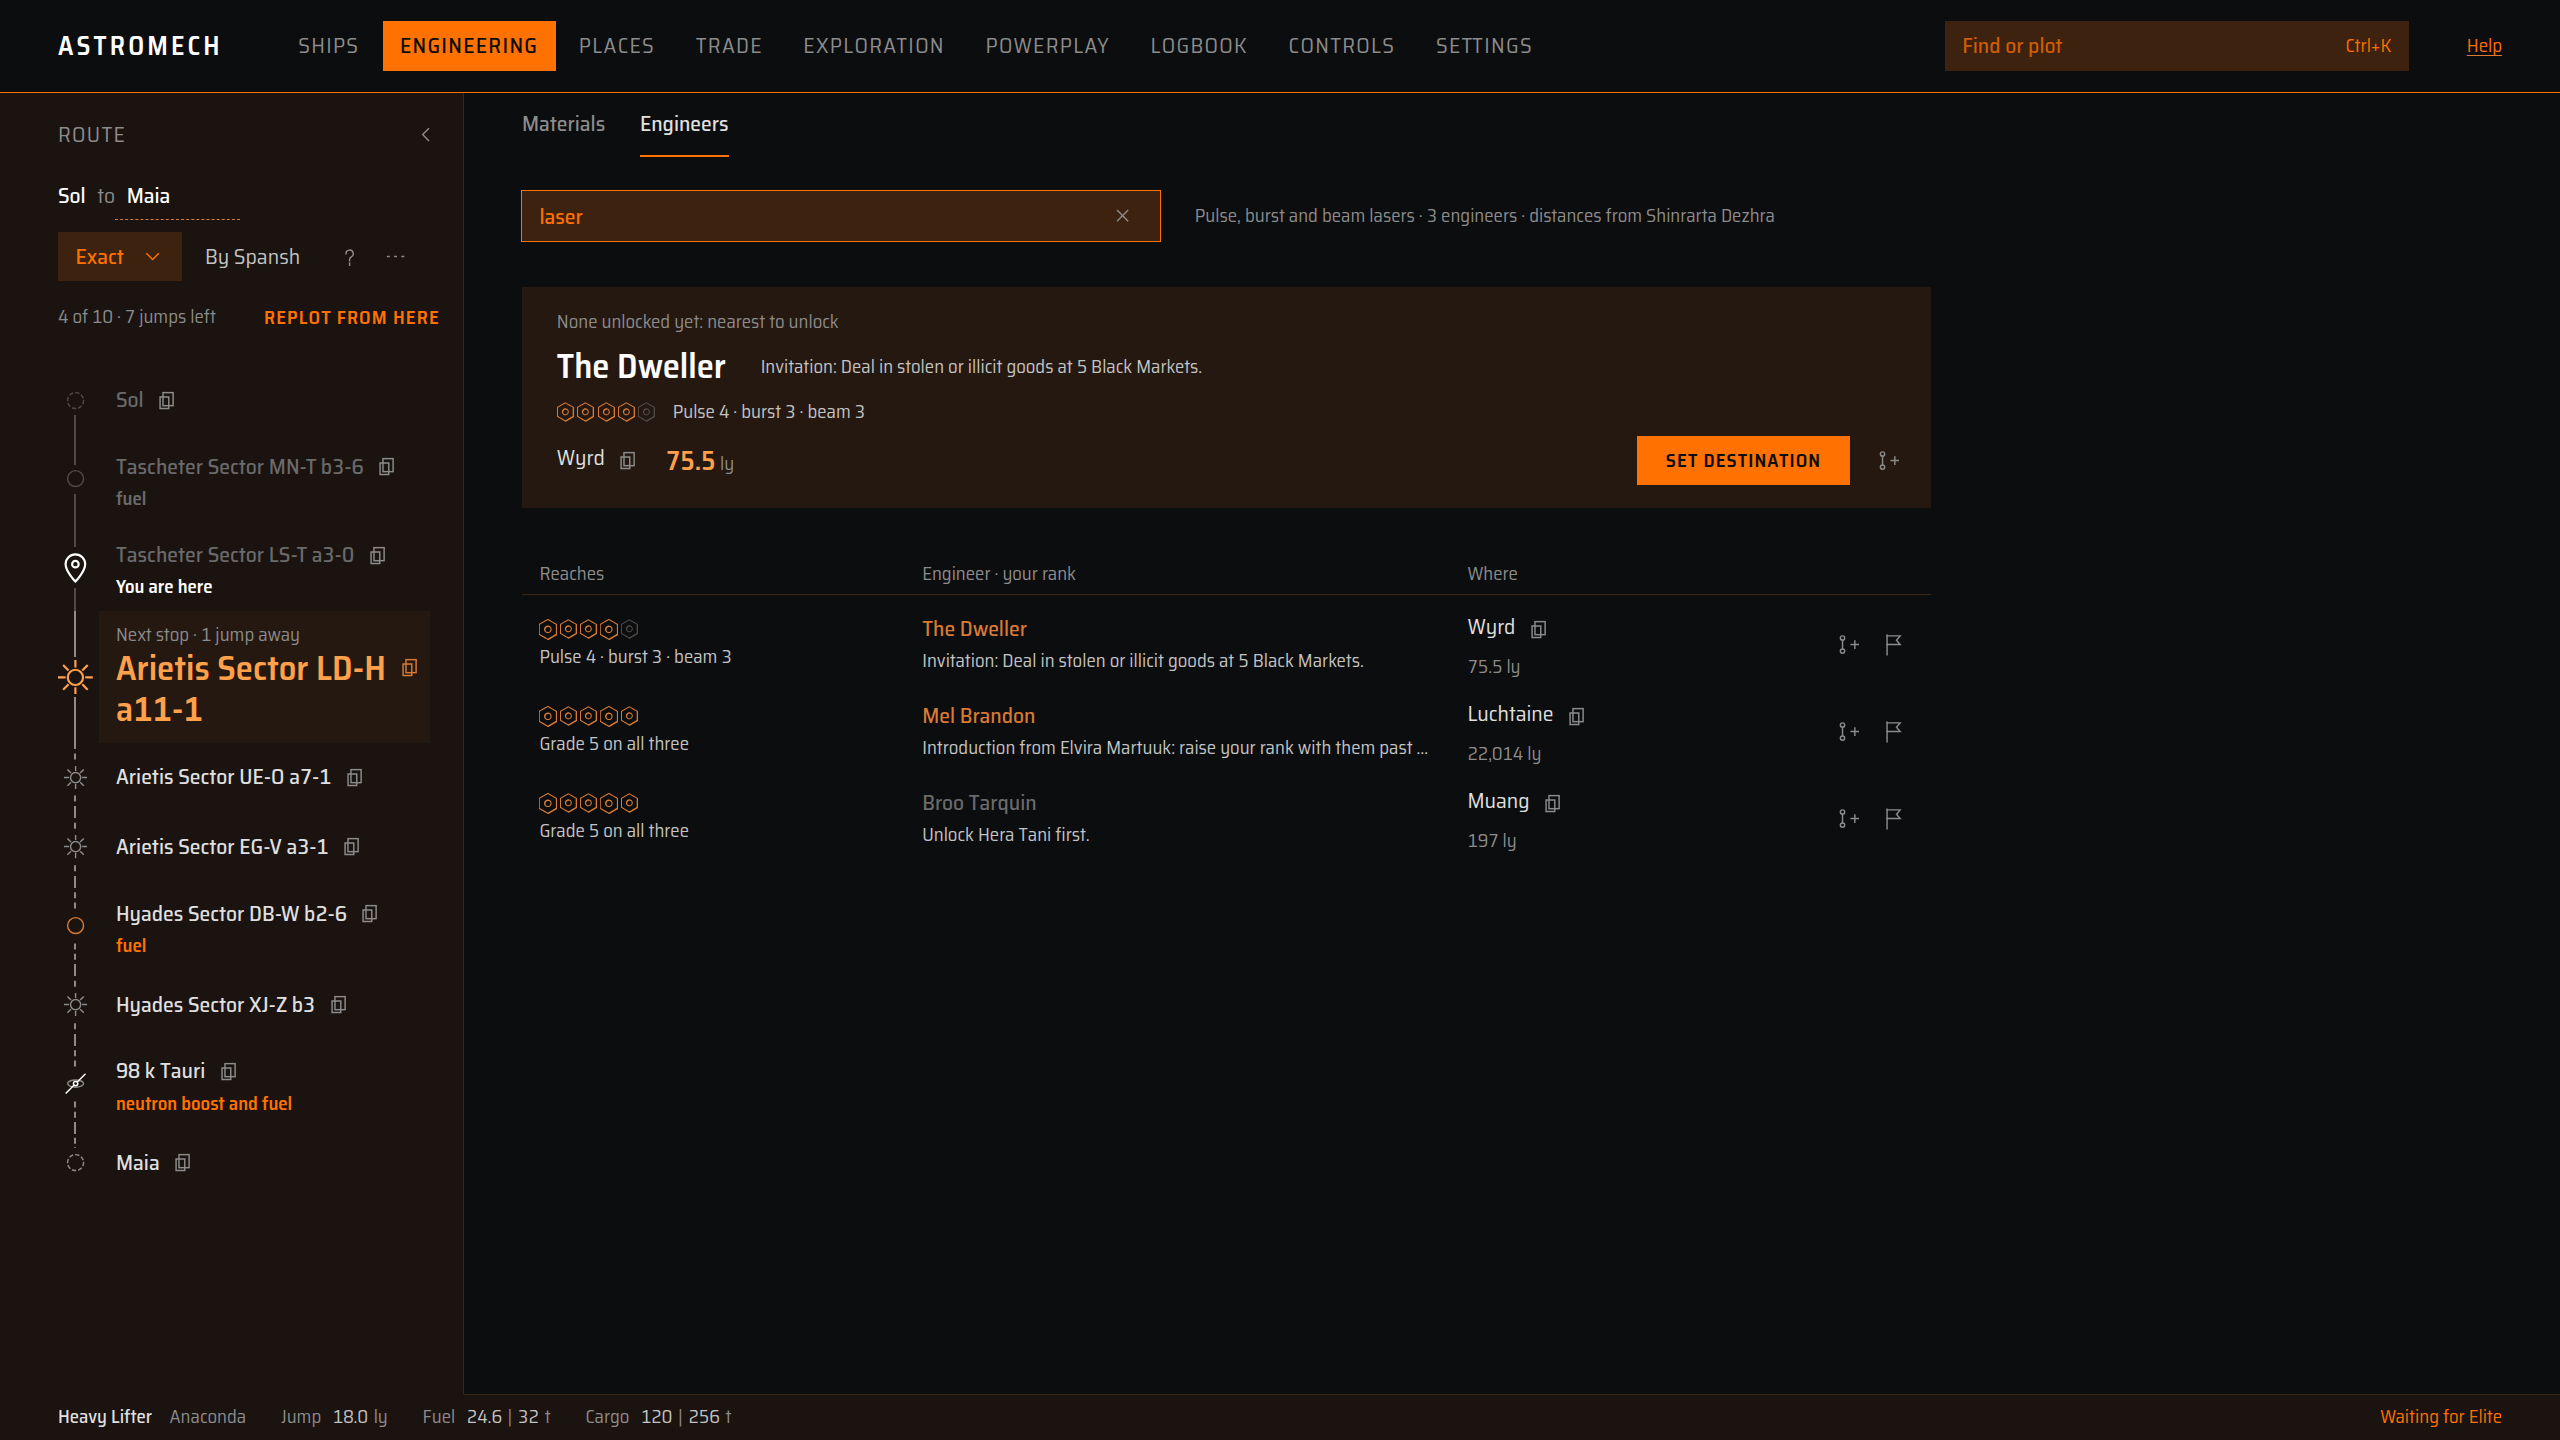 ASTROMECH
SHIPS
ENGINEERING
PLACES
TRADE
EXPLORATION
POWERPLAY
LOGBOOK
CONTROLS
SETTINGS
Find or plot
Ctrl+K
Help
ROUTE
Sol to Maia
Exact
By Spansh
?
···
4 of 10 · 7 jumps left
REPLOT FROM HERE
Sol
Tascheter Sector MN-T b3-6
fuel
Tascheter Sector LS-T a3-0
You are here
Next stop · 1 jump away
Arietis Sector LD-H
a11-1
Arietis Sector UE-O a7-1
Arietis Sector EG-V a3-1
Hyades Sector DB-W b2-6
fuel
Hyades Sector XJ-Z b3
98 k Tauri
neutron boost and fuel
Maia
Materials
Engineers
laser
Pulse, burst and beam lasers · 3 engineers · distances from Shinrarta Dezhra
None unlocked yet: nearest to unlock
The Dweller
Invitation: Deal in stolen or illicit goods at 5 Black Markets.
Pulse 4 · burst 3 · beam 3
Wyrd
75.5 ly
SET DESTINATION
Reaches
Engineer · your rank
Where
The Dweller
Wyrd
Pulse 4 · burst 3 · beam 3
Invitation: Deal in stolen or illicit goods at 5 Black Markets.
75.5 ly
Mel Brandon
Luchtaine
Grade 5 on all three
Introduction from Elvira Martuuk: raise your rank with them past ...
22,014 ly
Broo Tarquin
Muang
Grade 5 on all three
Unlock Hera Tani first.
197 ly
Heavy Lifter Anaconda
Jump 18.0 ly
Fuel 24.6 | 32 t
Cargo 120 | 256 t
Waiting for Elite